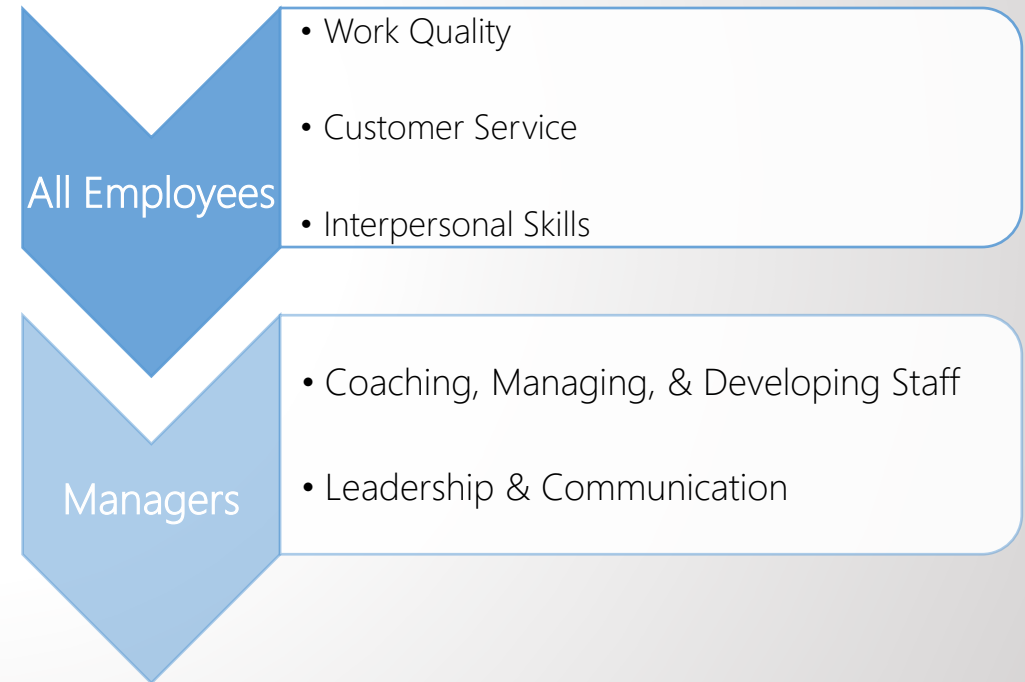 All Employees
• Work Quality
• Customer Service
• Interpersonal Skills
Managers
• Coaching, Managing, & Developing Staff
• Leadership & Communication